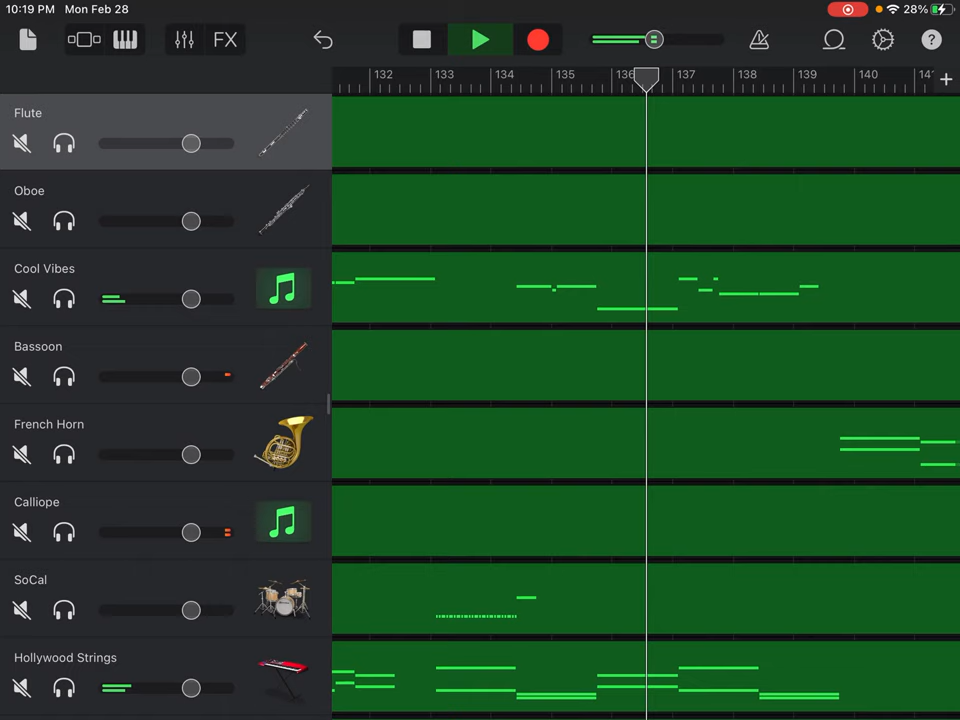 10:19 PM Mon Feb 28 28%
FX ?
132 133 134 135 136 137 138 139 140 +
Flute
Oboe
Cool Vibes
Bassoon
French Horn
Calliope
SoCal
Hollywood Strings